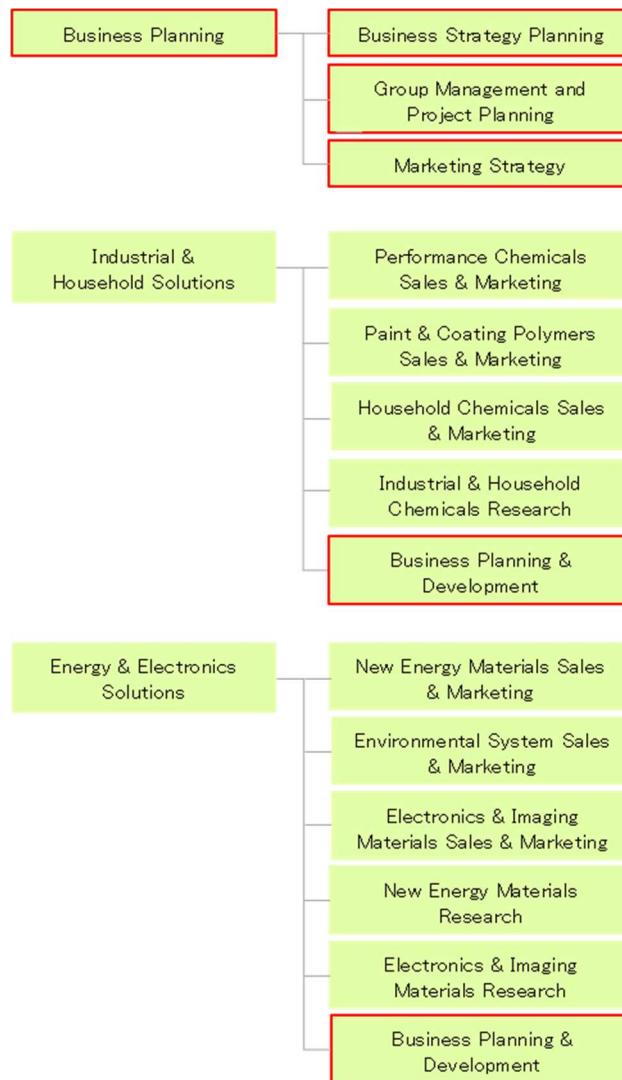 Business Planning
Business Strategy Planning
Group Management and
Project Planning
Marketing Strategy
Industrial &
Household Solutions
Performance Chemicals
Sales & Marketing
Paint & Coating Polymers
Sales & Marketing
Household Chemicals Sales
& Marketing
Industrial & Household
Chemicals Research
Business Planning &
Development
Energy & Electronics
Solutions
New Energy Materials Sales
& Marketing
Environmental System Sales
& Marketing
Electronics & Imaging
Materials Sales & Marketing
New Energy Materials
Research
Electronics & Imaging
Materials Research
Business Planning &
Development